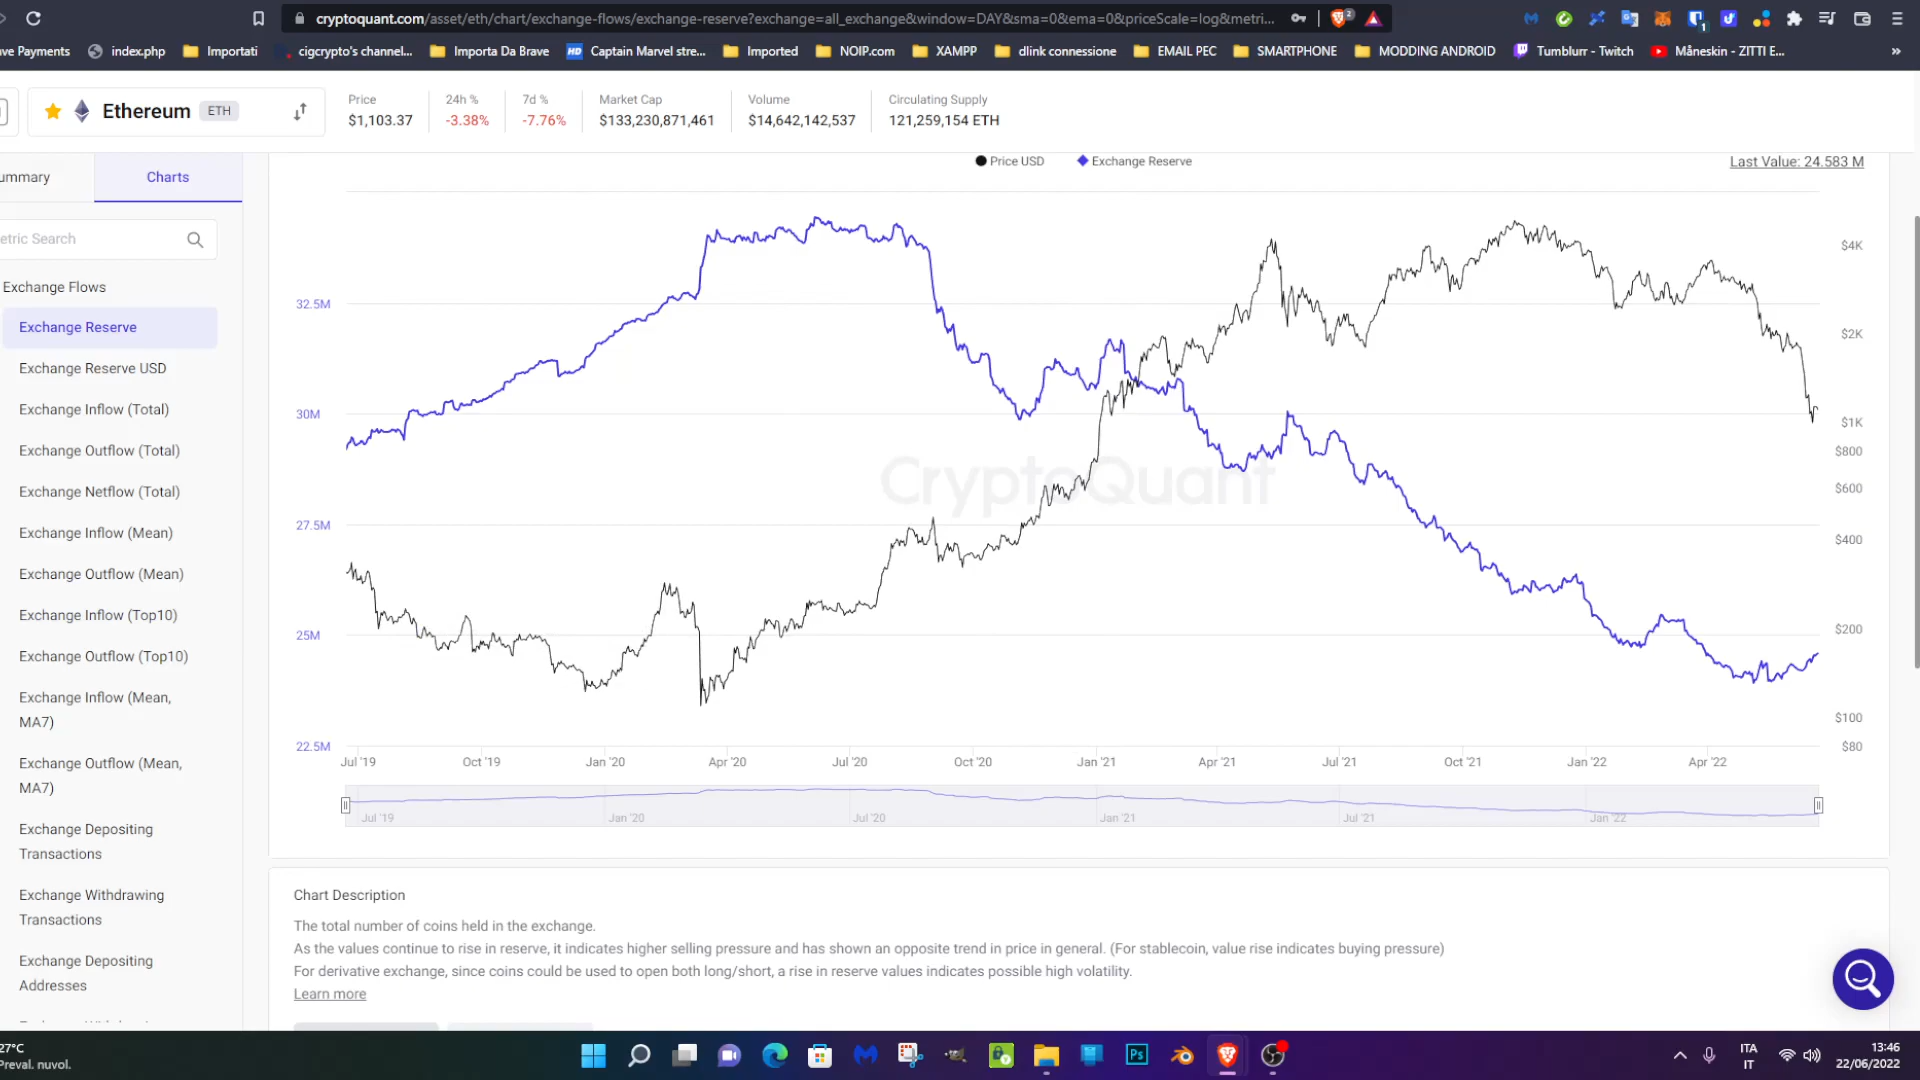 cryptoquant.com/asset/eth/chart/exchange-flows/exchange-reserve?exchange=all_exchange&window=DAY&sma=0&ema=0&priceScale=log&metri...
2
1
ave Payments
index.php
Importati
cigcrypto's channel...
Importa Da Brave
HD
Captain Marvel stre...
Imported
NOIP.com
XAMPP
dlink connessione
EMAIL PEC
SMARTPHONE
MODDING ANDROID
Tumblurr - Twitch
Måneskin - ZITTI E...
»
Ethereum
ETH
Price
$1,103.37
24h %
-3.38%
7d %
-7.76%
Market Cap
$133,230,871,461
Volume
$14,642,142,537
Circulating Supply
121,259,154 ETH
ummary
Charts
etric Search
Exchange Flows
Exchange Reserve
Exchange Reserve USD
Exchange Inflow (Total)
Exchange Outflow (Total)
Exchange Netflow (Total)
Exchange Inflow (Mean)
Exchange Outflow (Mean)
Exchange Inflow (Top10)
Exchange Outflow (Top10)
Exchange Inflow (Mean,
MA7)
Exchange Outflow (Mean,
MA7)
Exchange Depositing
Transactions
Exchange Withdrawing
Transactions
Exchange Depositing
Addresses
Price USD
Exchange Reserve
Last Value: 24.583 M
32.5M
30M
27.5M
25M
22.5M
CryptoQuant
$4K
$2K
$1K
$800
$600
$400
$200
$100
$80
Jul '19
Oct '19
Jan '20
Apr '20
Jul '20
Oct '20
Jan '21
Apr '21
Jul '21
Oct '21
Jan '22
Apr '22
Jul '19
Jan '20
Jul '20
Jan '21
Jul '21
Jan '22
Chart Description
The total number of coins held in the exchange.
As the values continue to rise in reserve, it indicates higher selling pressure and has shown an opposite trend in price in general. (For stablecoin, value rise indicates buying pressure)
For derivative exchange, since coins could be used to open both long/short, a rise in reserve values indicates possible high volatility.
Learn more
27°C
Preval. nuvol.
Ps
ITA
IT
13:46
22/06/2022